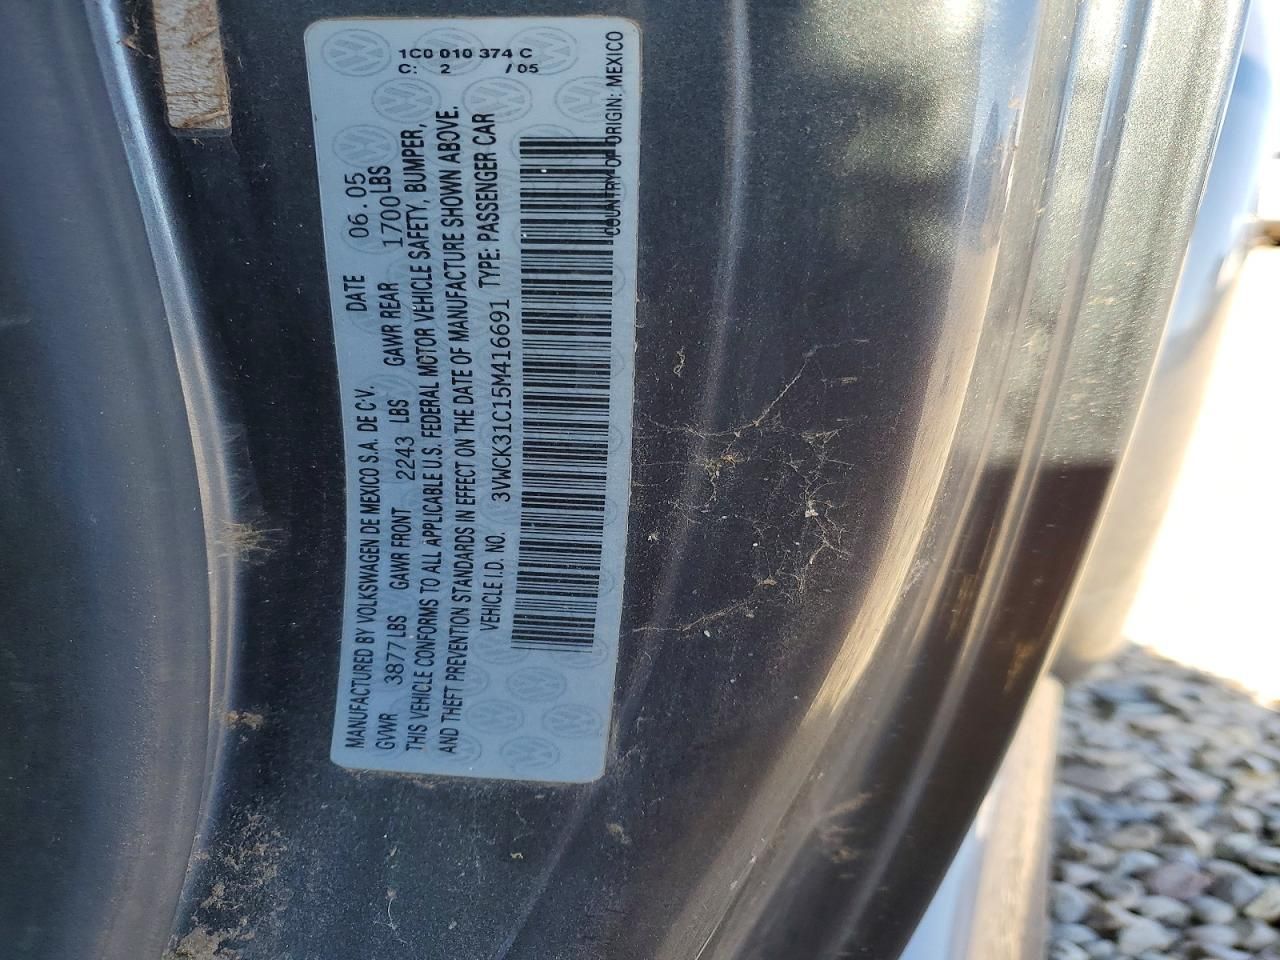 1C0 010 374 C
C: 2 /05
MANUFACTURED BY VOLKSWAGEN DE MEXICO S.A. DE C.V. DATE 06.05
GVWR 3877 LBS GAWR FRONT 2243 LBS GAWR REAR 1700 LBS
THIS VEHICLE CONFORMS TO ALL APPLICABLE U.S. FEDERAL MOTOR VEHICLE SAFETY, BUMPER,
AND THEFT PREVENTION STANDARDS IN EFFECT ON THE DATE OF MANUFACTURE SHOWN ABOVE.
VEHICLE I.D. NO. 3VWCK31C15M416691 TYPE: PASSENGER CAR
COUNTRY OF ORIGIN: MEXICO